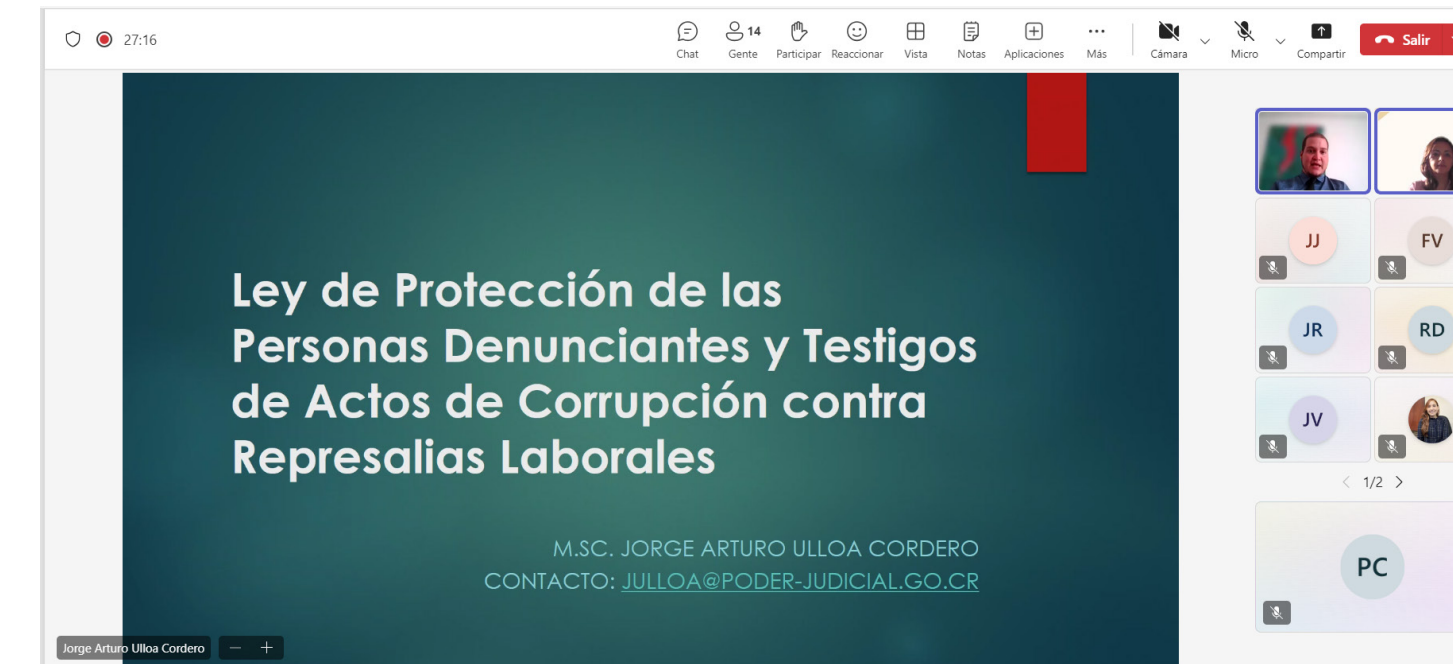 27:16
Chat
14
Gente
Participar
Reaccionar
Vista
Notas
Aplicaciones
Más
Cámara
Micro
Compartir
Salir
Ley de Protección de las
Personas Denunciantes y Testigos
de Actos de Corrupción contra
Represalias Laborales
M.SC. JORGE ARTURO ULLOA CORDERO
CONTACTO: JULLOA@PODER-JUDICIAL.GO.CR
Jorge Arturo Ulloa Cordero
JJ
FV
JR
RD
JV
1/2
PC